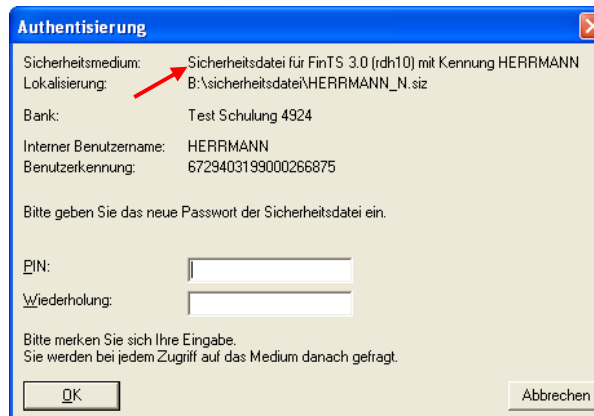 Authentisierung
Sicherheitsmedium: Sicherheitsdatei für FinTS 3.0 (rdh10) mit Kennung HERRMANN
Lokalisierung: B:\sicherheitsdatei\HERRMANN_N.siz
Bank: Test Schulung 4924
Interner Benutzername: HERRMANN
Benutzerkennung: 6729403199000266875
Bitte geben Sie das neue Passwort der Sicherheitsdatei ein.
PIN:
Wiederholung:
Bitte merken Sie sich Ihre Eingabe.
Sie werden bei jedem Zugriff auf das Medium danach gefragt.
OK Abbrechen